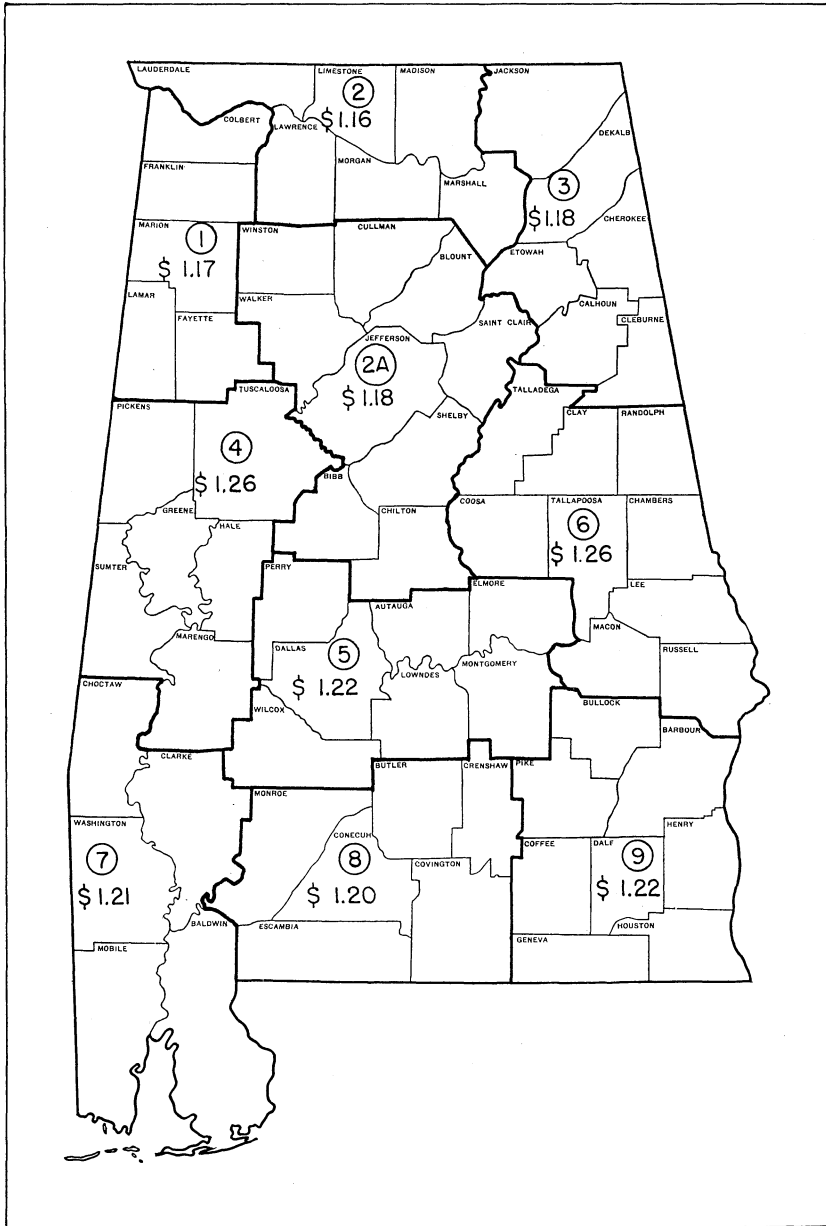 LAUDERDALE
LIMESTONE
MADISON
JACKSON
2
$ 1.16
COLBERT
LAWRENCE
DEKALB
MORGAN
FRANKLIN
MARSHALL
3
$1.18
CHEROKEE
MARION
1
$ 1.17
WINSTON
CULLMAN
ETOWAH
BLOUNT
LAMAR
WALKER
CALHOUN
FAYETTE
SAINT CLAIR
CLEBURNE
JEFFERSON
2A
$ 1.18
TUSCALOOSA
TALLADEGA
PICKENS
SHELBY
CLAY
RANDOLPH
4
$ 1.26
BIBB
GREENE
CHILTON
COOSA
TALLAPOOSA
CHAMBERS
HALE
6
$ 1.26
SUMTER
PERRY
ELMORE
LEE
AUTAUGA
MARENGO
MACON
DALLAS
5
$ 1.22
LOWNDES
MONTGOMERY
RUSSELL
CHOCTAW
WILCOX
BULLOCK
BARBOUR
CLARKE
BUTLER
CRENSHAW
PIKE
MONROE
WASHINGTON
CONECUH
HENRY
7
$ 1.21
8
$ 1.20
COVINGTON
COFFEE
DALE
9
$ 1.22
BALDWIN
ESCAMBIA
HOUSTON
MOBILE
GENEVA